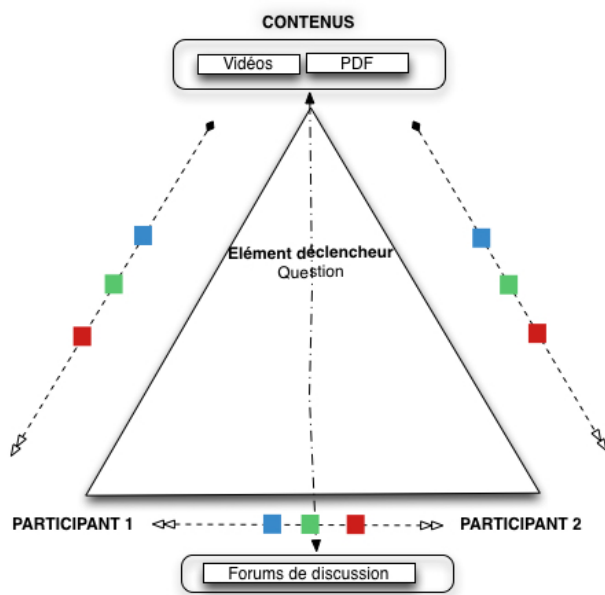 CONTENUS
Vidéos
PDF
Elément déclencheur
Question
PARTICIPANT 1
PARTICIPANT 2
Forums de discussion